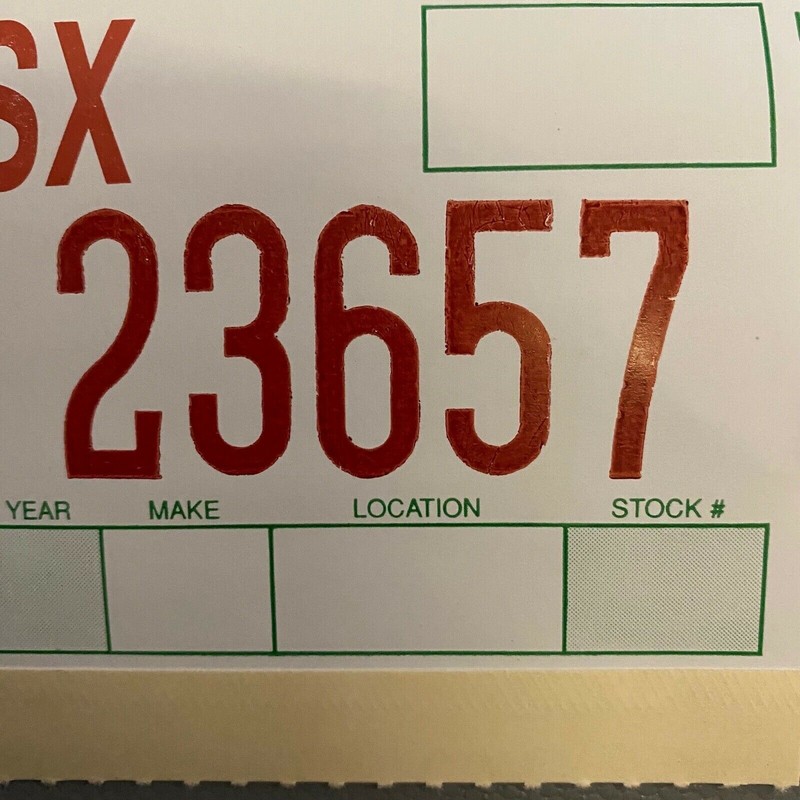 SX
23657
YEAR MAKE LOCATION STOCK #